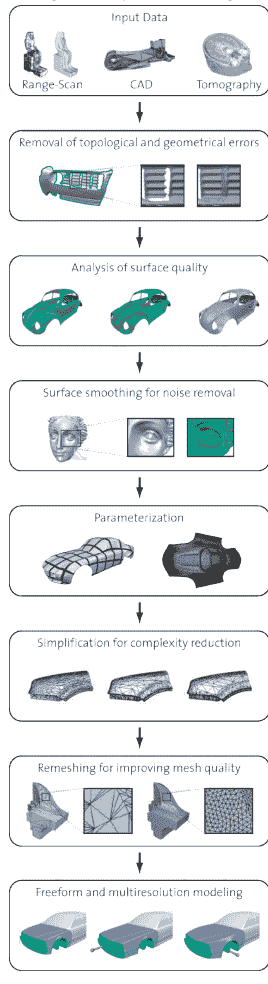 Input Data
Range-Scan CAD Tomography
Removal of topological and geometrical errors
Analysis of surface quality
Surface smoothing for noise removal
Parameterization
Simplification for complexity reduction
Remeshing for improving mesh quality
Freeform and multiresolution modeling